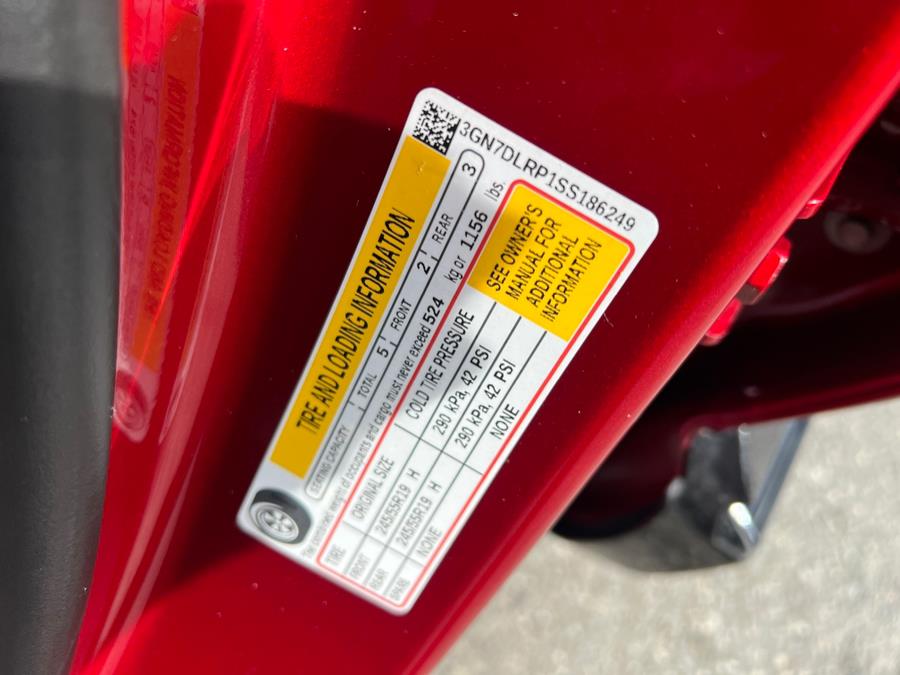 3GN7DLRP1SS186249
TIRE AND LOADING INFORMATION
SEATING CAPACITY TOTAL 5 FRONT 2 REAR 3
The combined weight of occupants and cargo must never exceed 524 kg or 1156 lbs.
TIRE ORIGINAL SIZE COLD TIRE PRESSURE
FRONT 245/55R19 H 290 kPa, 42 PSI
REAR 245/55R19 H 290 kPa, 42 PSI
SPARE NONE NONE
SEE OWNER'S
MANUAL FOR
ADDITIONAL
INFORMATION